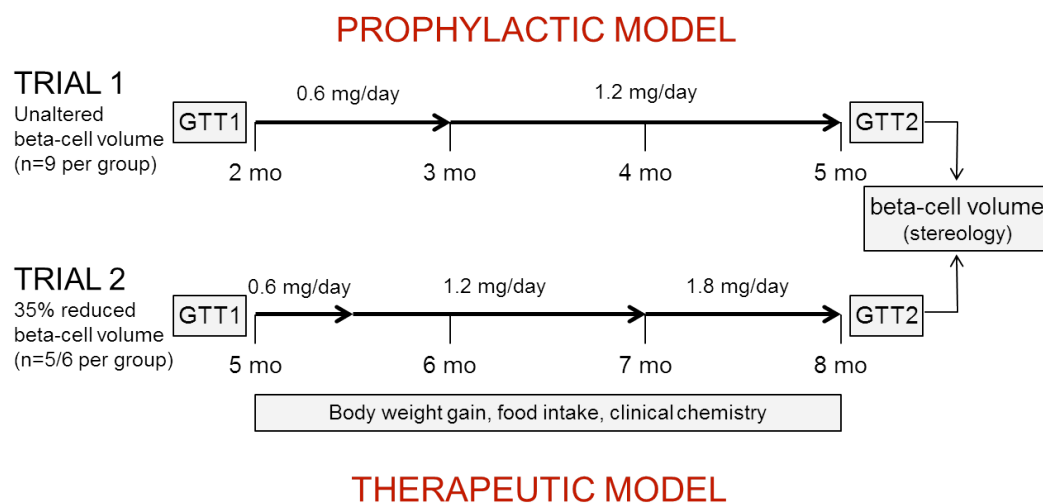 PROPHYLACTIC MODEL
TRIAL 1
Unaltered
beta-cell volume
(n=9 per group)
GTT1
0.6 mg/day
1.2 mg/day
GTT2
2 mo
3 mo
4 mo
5 mo
beta-cell volume
(stereology)
TRIAL 2
35% reduced
beta-cell volume
(n=5/6 per group)
GTT1
0.6 mg/day
1.2 mg/day
1.8 mg/day
GTT2
5 mo
6 mo
7 mo
8 mo
Body weight gain, food intake, clinical chemistry
THERAPEUTIC MODEL